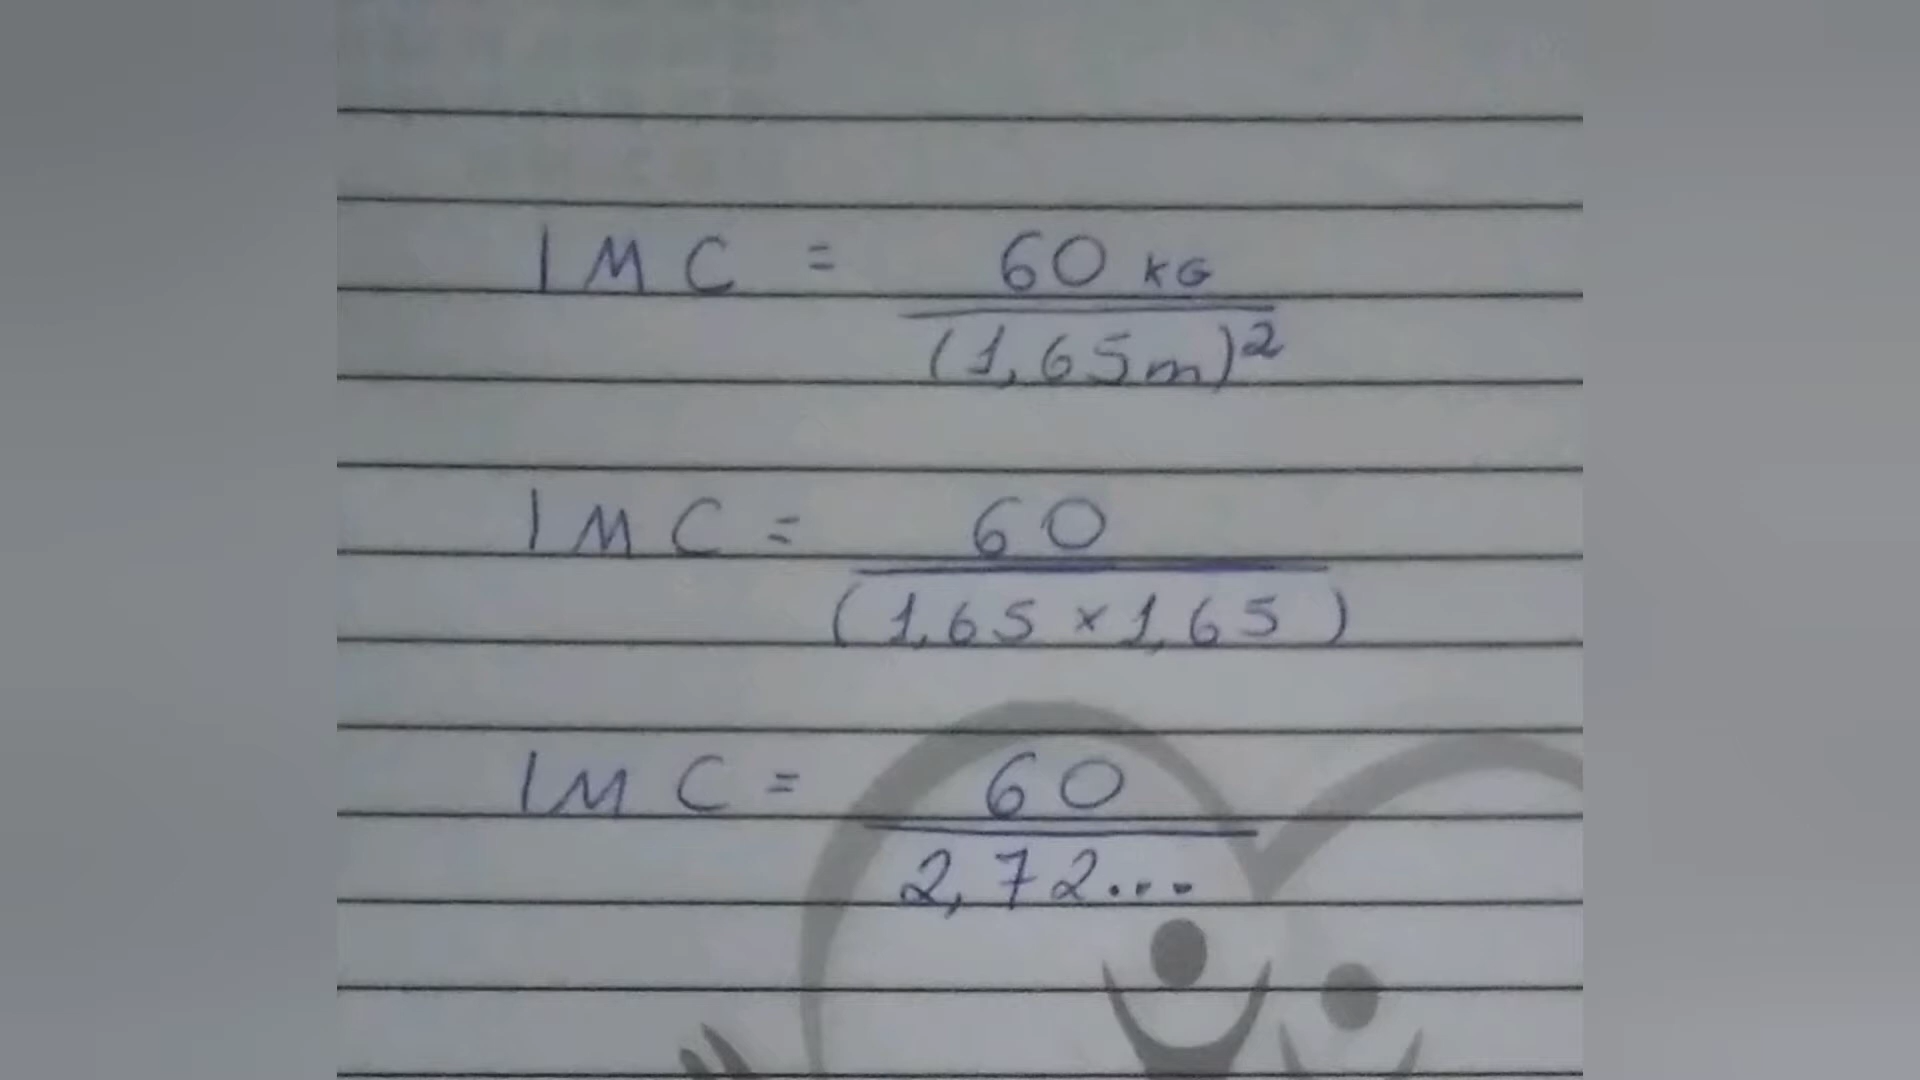 IMC = 60 KG
(1,65m)²
IMC = 60
(1,65 x 1,65)
IMC = 60
2,72...